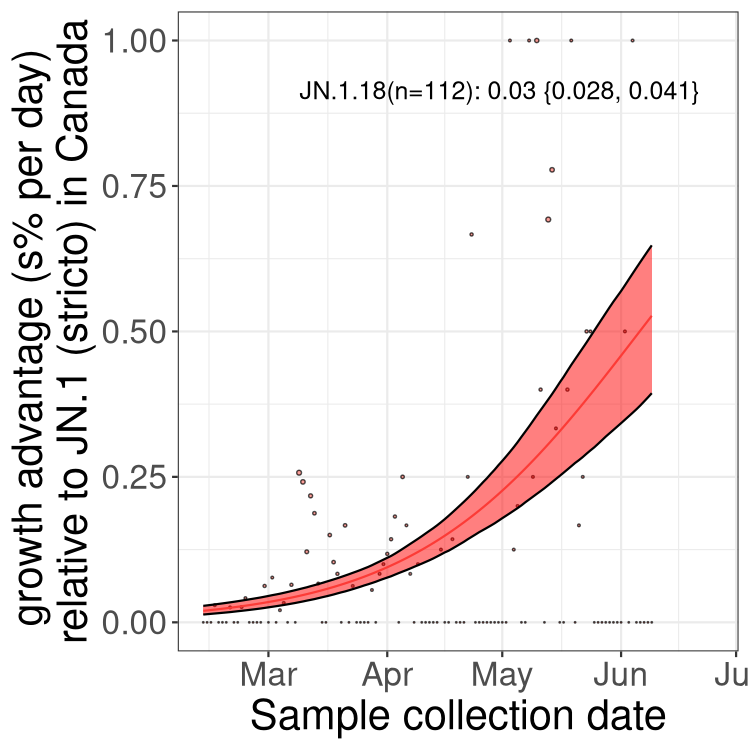 growth advantage (s% per day)
relative to JN.1 (stricto) in Canada
1.00
0.75
0.50
0.25
0.00
JN.1.18(n=112): 0.03 {0.028, 0.041}
Mar Apr May Jun Ju
Sample collection date